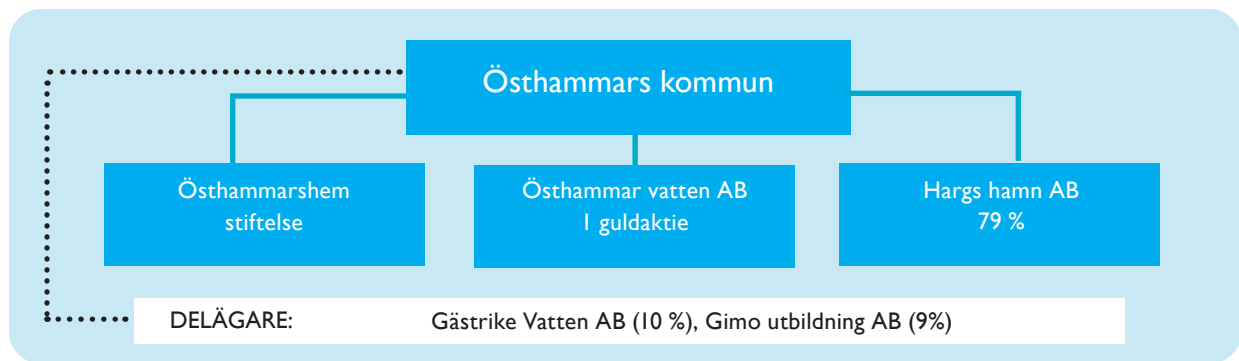 Östhammars kommun
Östhammarshem
stiftelse
Östhammar vatten AB
1 guldaktie
Hargs hamn AB
79 %
DELÄGARE: Gästrike Vatten AB (10 %), Gimo utbildning AB (9%)